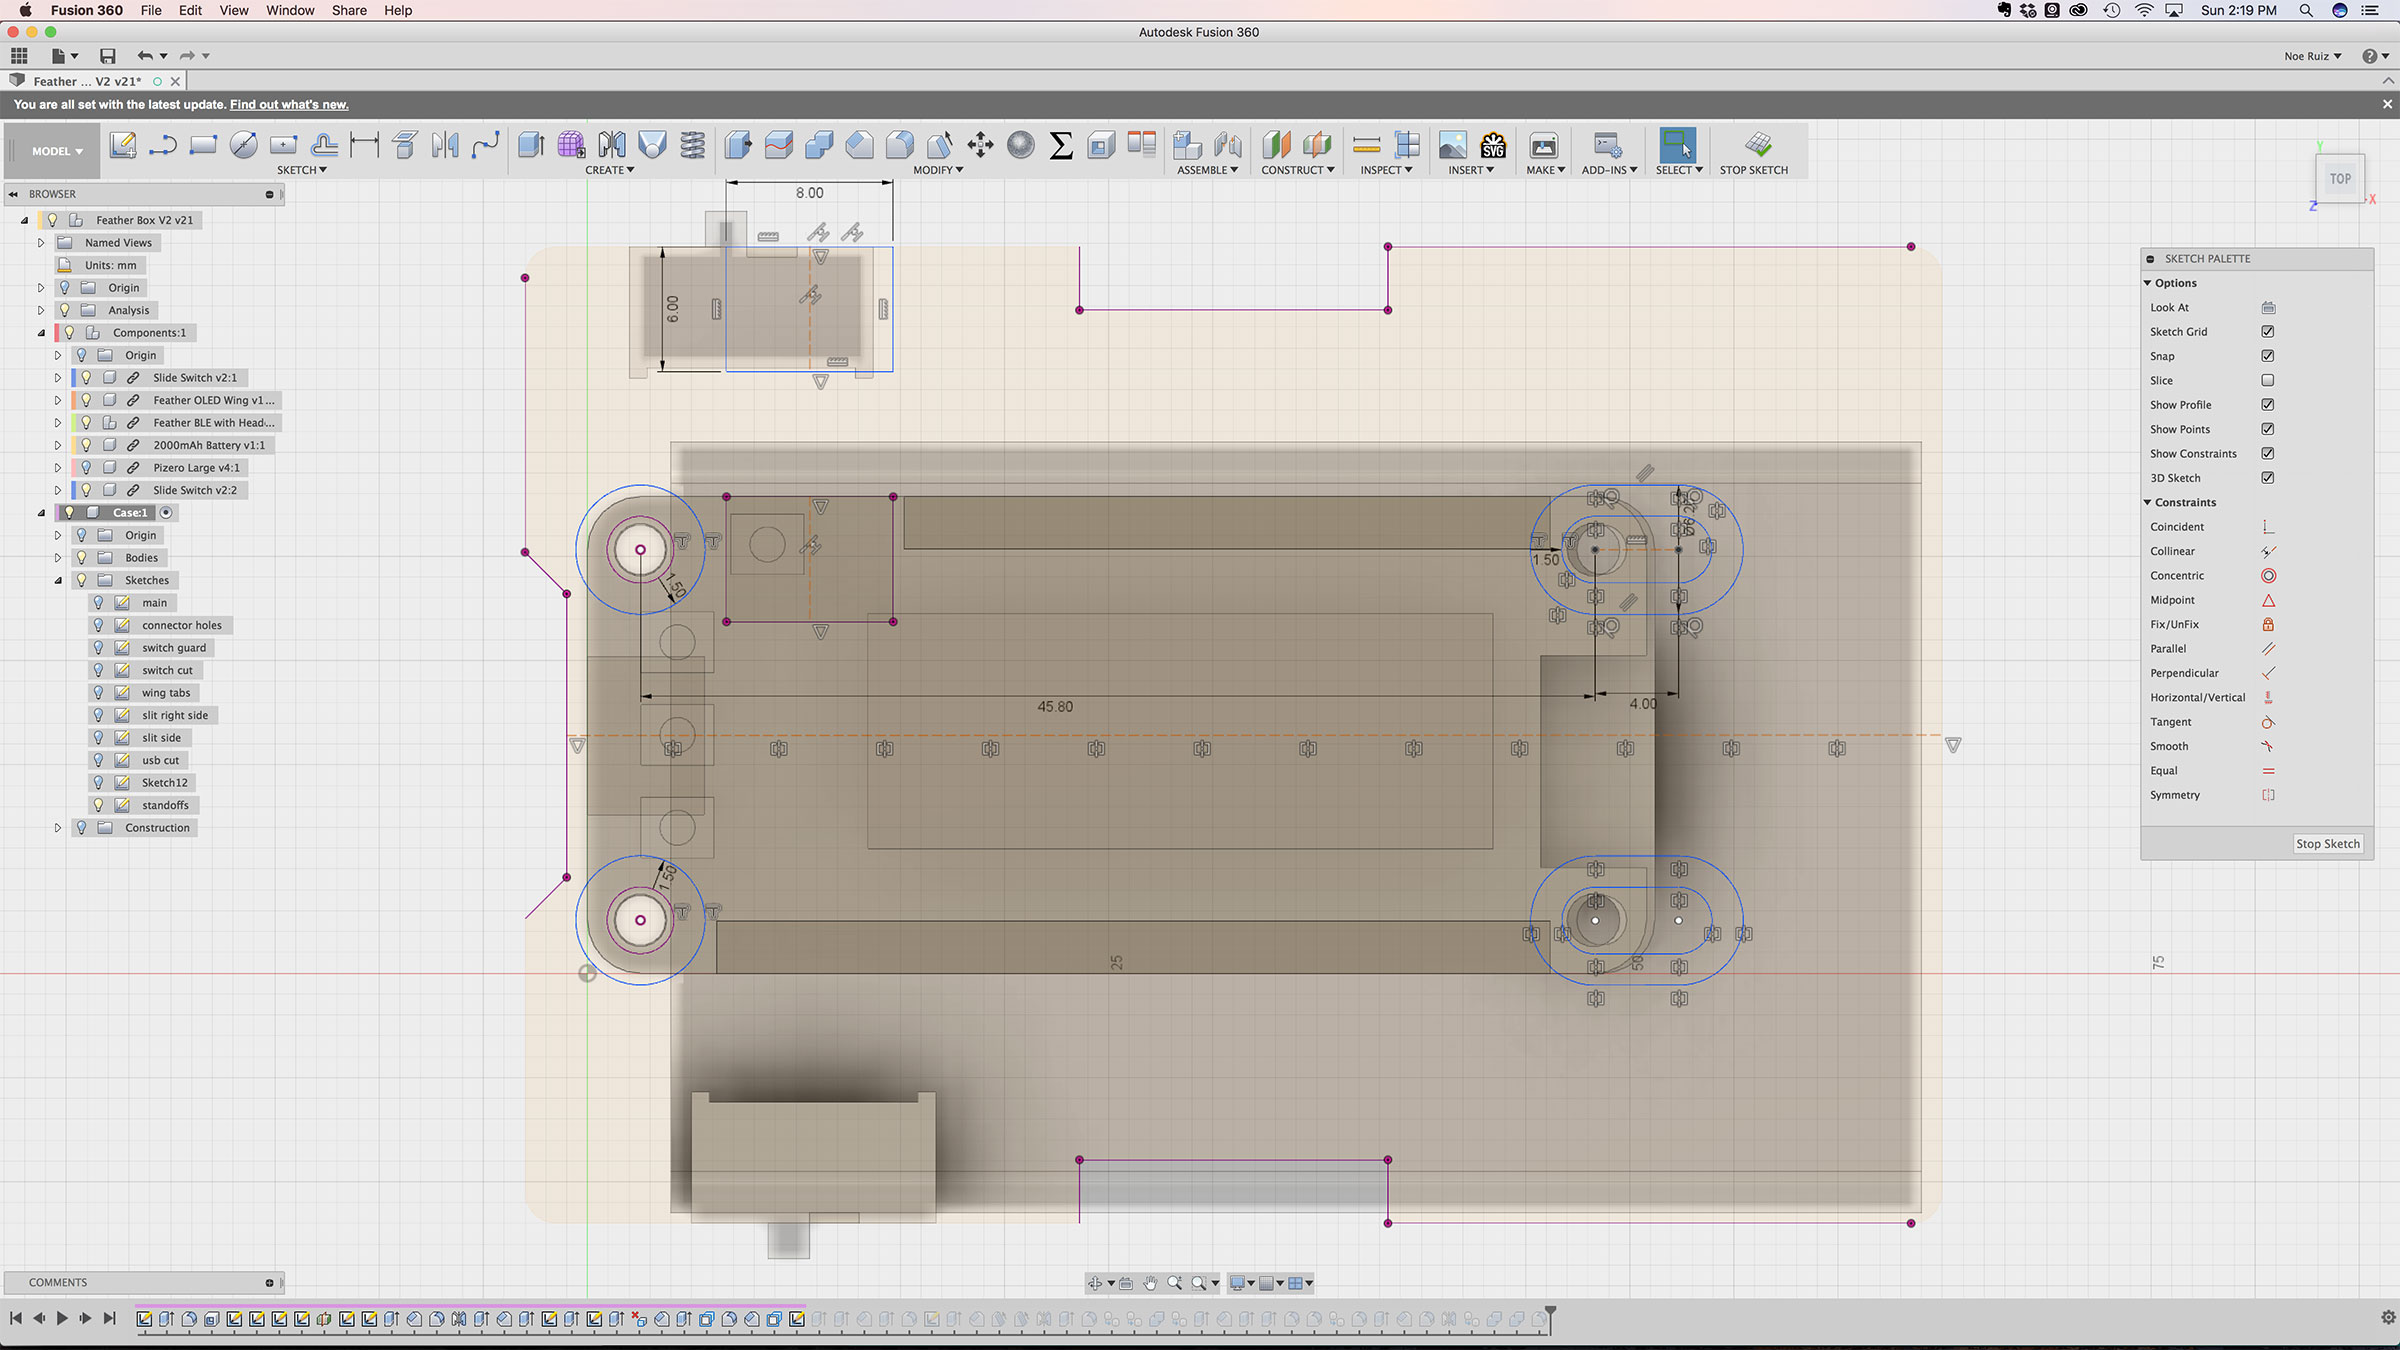 Fusion 360 File Edit View Window Share Help
Sun 2:19 PM
Autodesk Fusion 360
Noe Ruiz
Feather ... V2 v21*
You are all set with the latest update. Find out what's new.
MODEL
SKETCH
CREATE
MODIFY
ASSEMBLE
CONSTRUCT
INSPECT
INSERT
SVG
MAKE
ADD-INS
SELECT
STOP SKETCH
BROWSER
Feather Box V2 v21
Named Views
Units: mm
Origin
Analysis
Components:1
Origin
Slide Switch v2:1
Feather OLED Wing v1...
Feather BLE with Head...
2000mAh Battery v1:1
Pizero Large v4:1
Slide Switch v2:2
Case:1
Origin
Bodies
Sketches
main
connector holes
switch guard
switch cut
wing tabs
slit right side
slit side
usb cut
Sketch12
standoffs
Construction
8.00
6.00
1.50
1.50
45.80
4.00
1.50
25
50
75
Y
TOP
X
Z
SKETCH PALETTE
Options
Look At
Sketch Grid
Snap
Slice
Show Profile
Show Points
Show Constraints
3D Sketch
Constraints
Coincident
Collinear
Concentric
Midpoint
Fix/UnFix
Parallel
Perpendicular
Horizontal/Vertical
Tangent
Smooth
Equal
Symmetry
Stop Sketch
COMMENTS